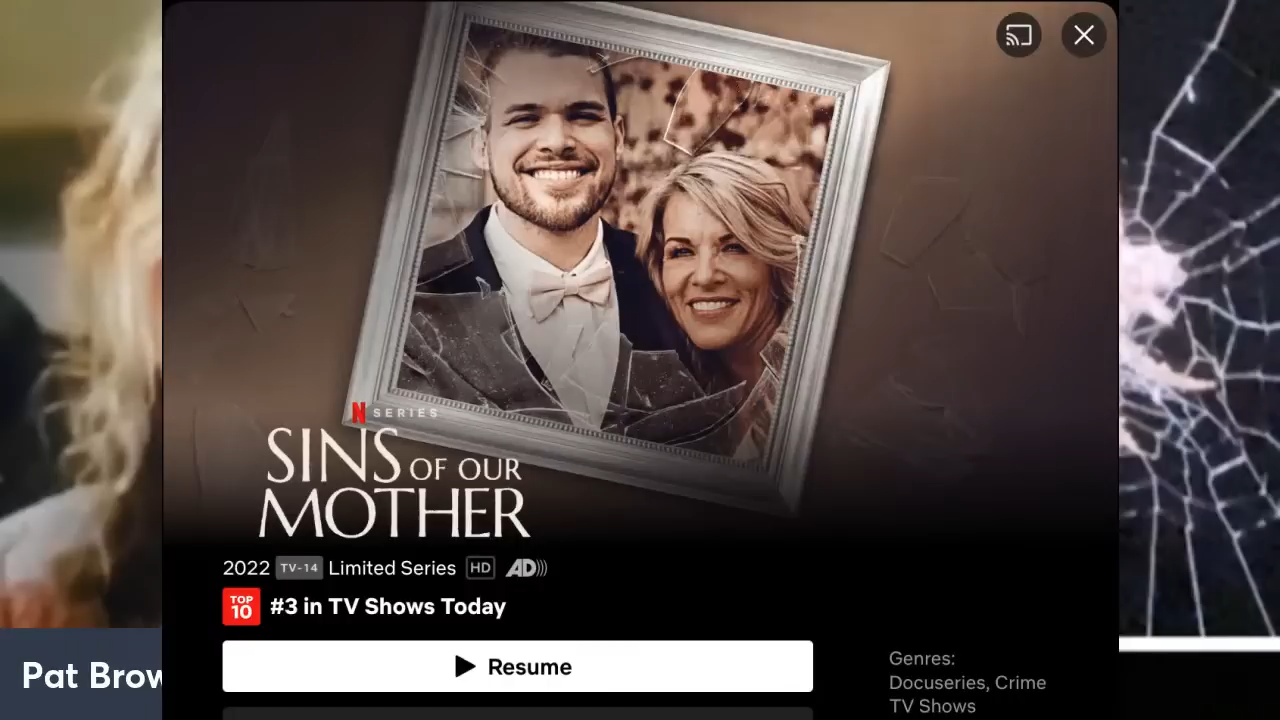 N SERIES
SINS OF OUR
MOTHER
2022 TV-14 Limited Series HD AD
TOP
10
#3 in TV Shows Today
Resume
Genres:
Docuseries, Crime
TV Shows
Pat Brow